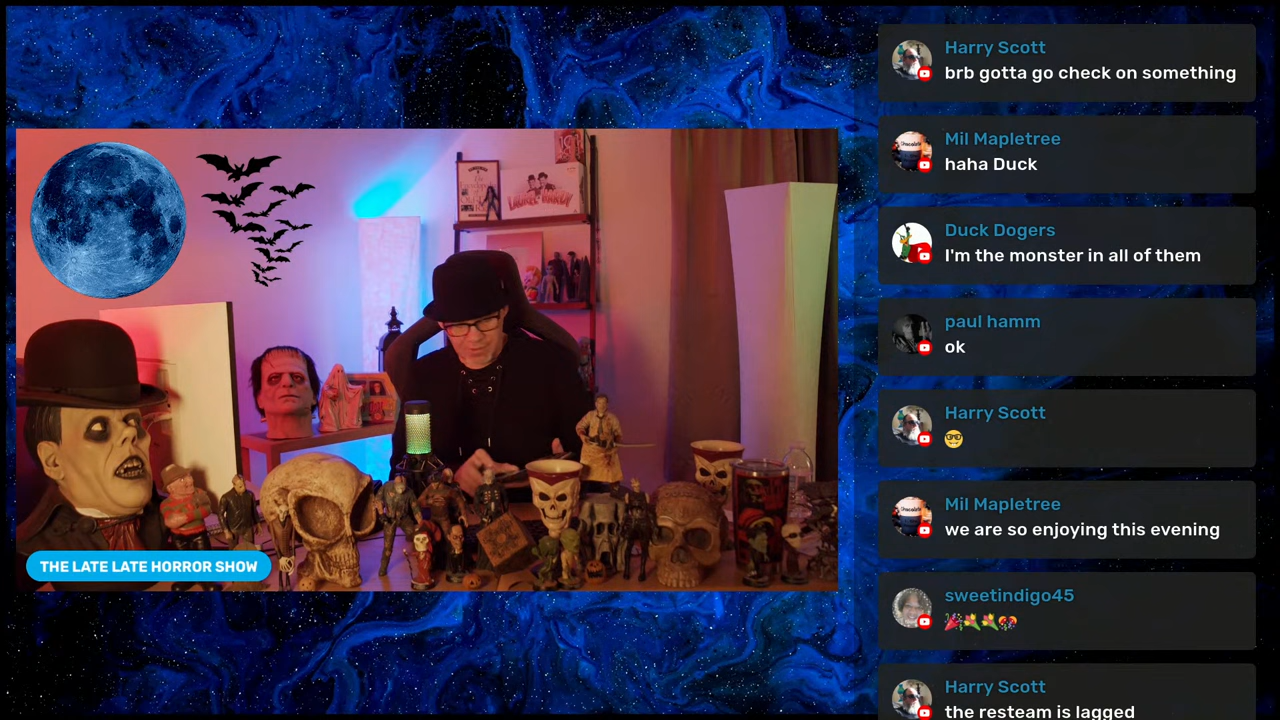 Harry Scott
brb gotta go check on something
Mil Mapletree
haha Duck
Duck Dogers
I'm the monster in all of them
paul hamm
ok
Harry Scott
🤓
Mil Mapletree
we are so enjoying this evening
sweetindigo45
🎉💐💐🎊
Harry Scott
the resteam is lagged
LAUREL HARDY
THE LATE LATE HORROR SHOW